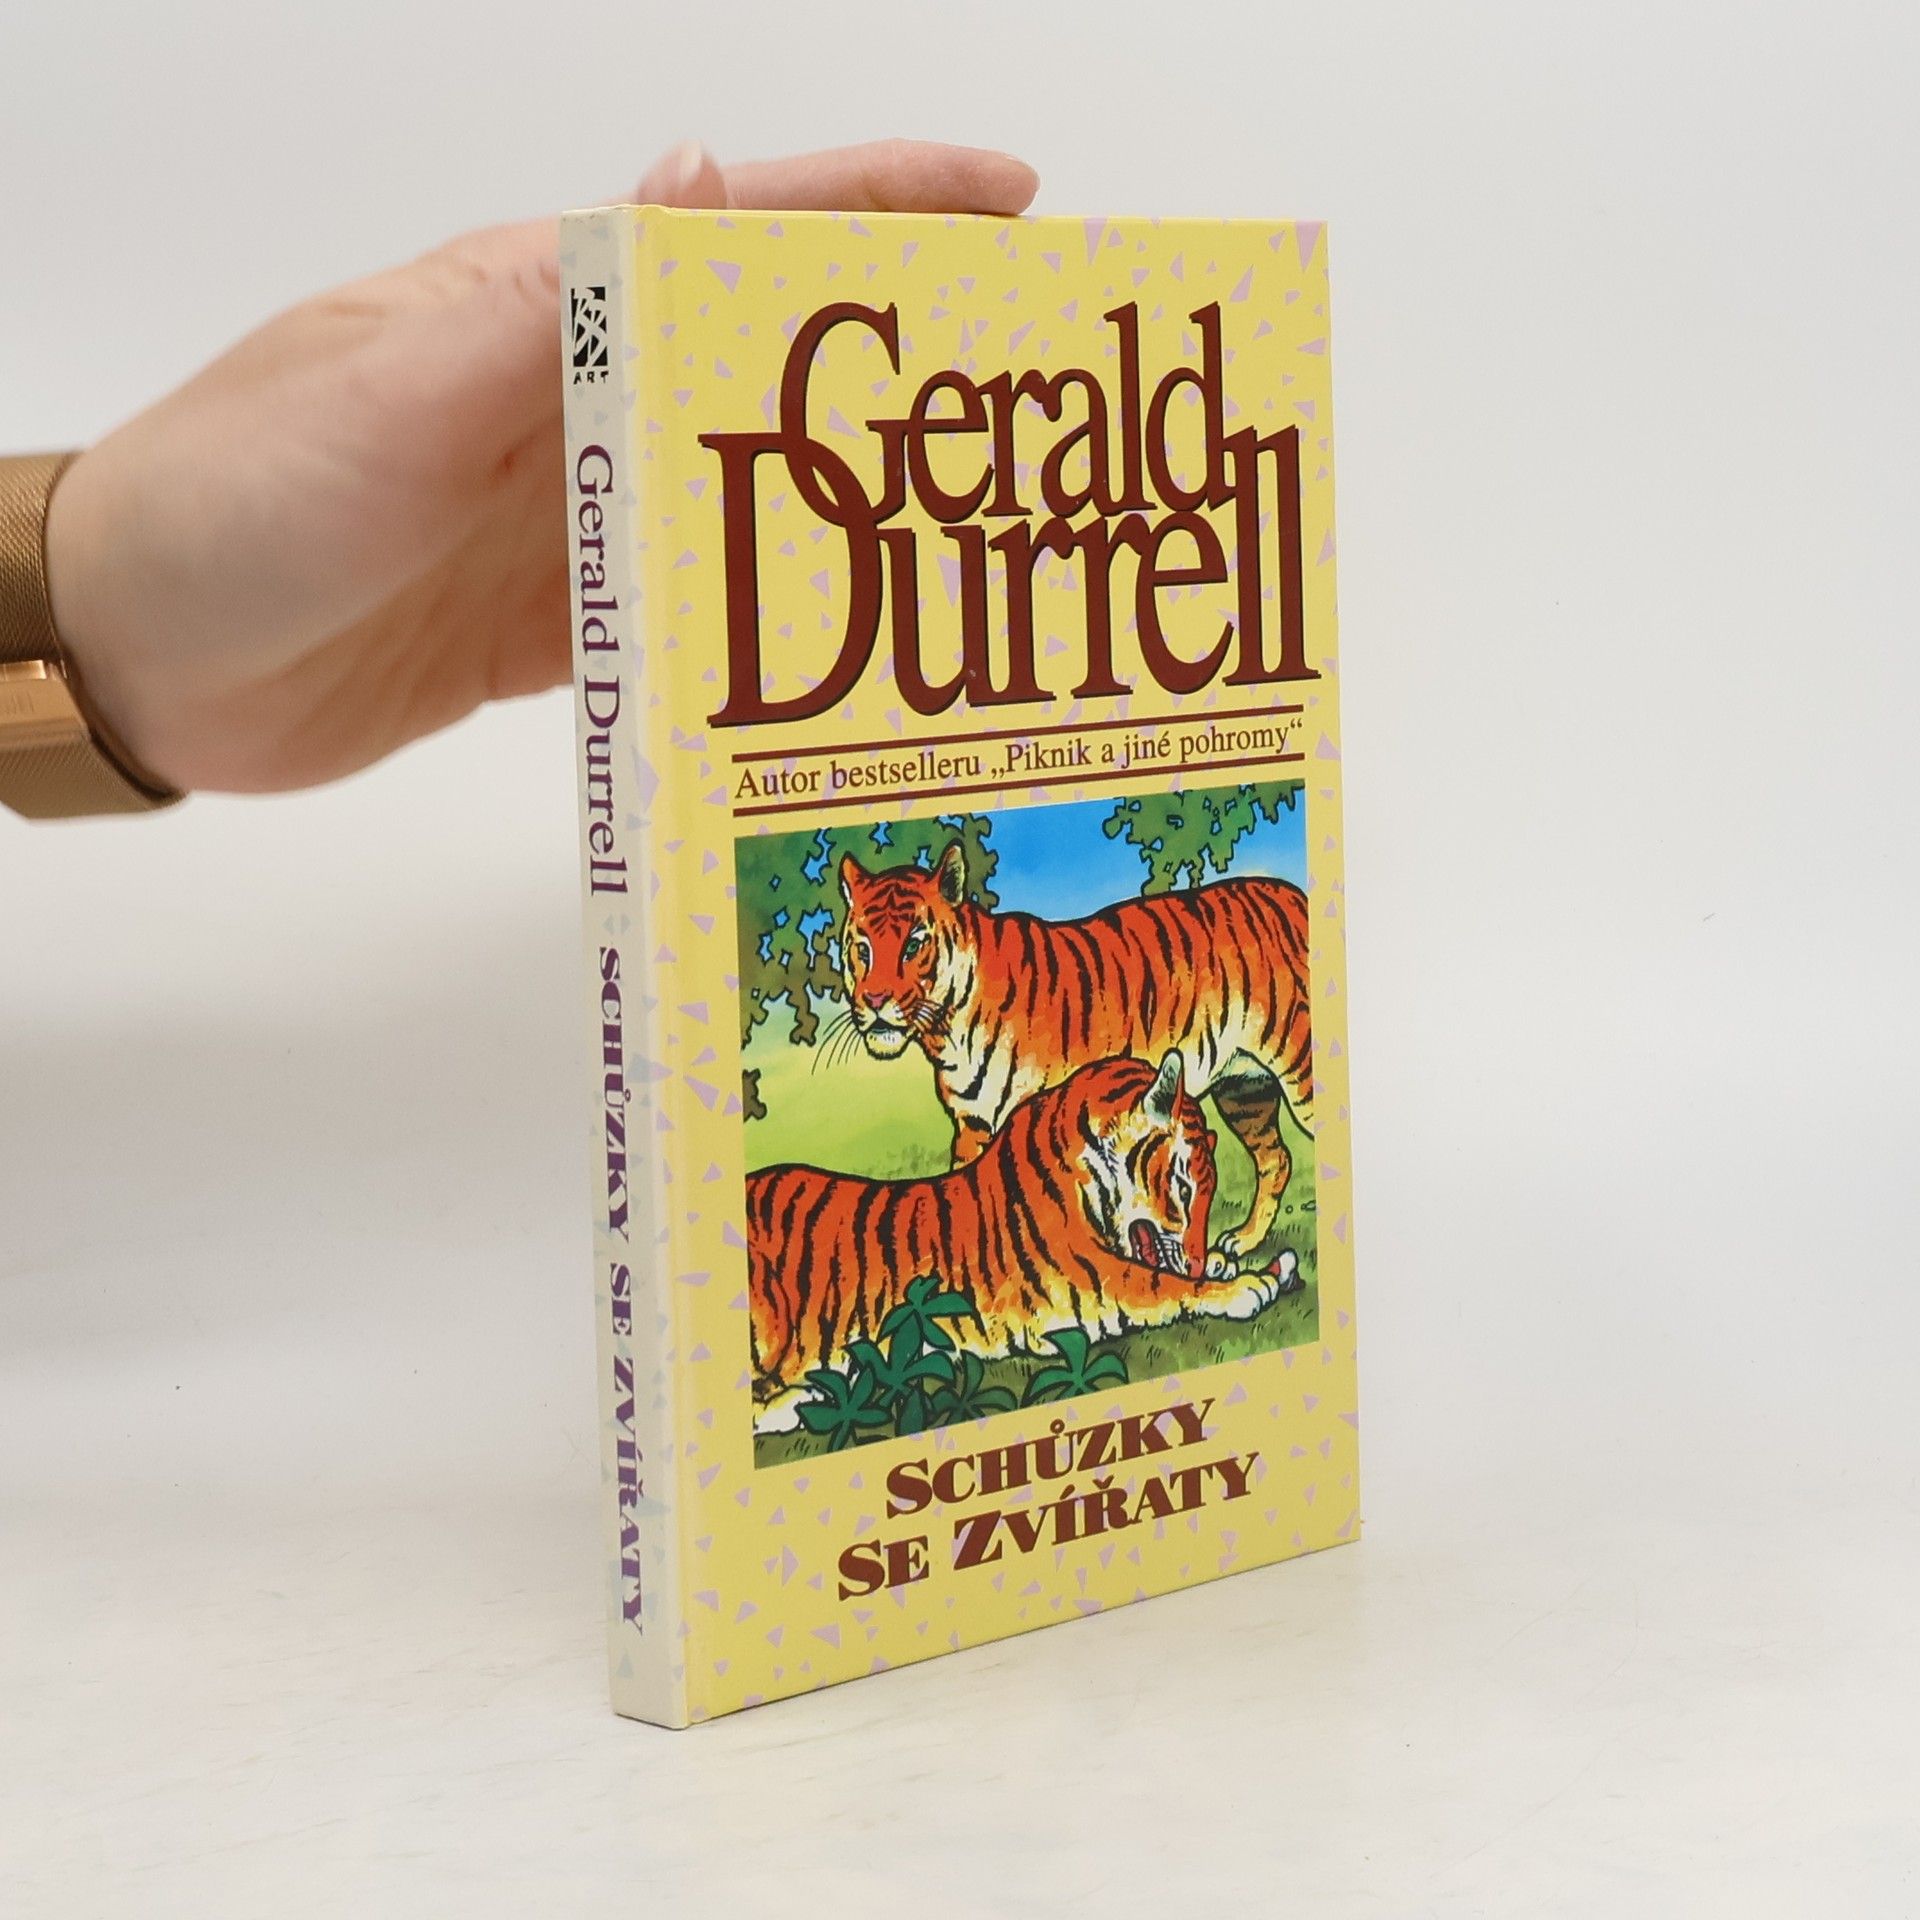 Gerald
Durrell
Autor bestselleru „Piknik a jiné pohromy“
SCHŮZKY
SE ZVÍŘATY
ART
Gerald Durrell SCHŮZKY SE ZVÍŘATY